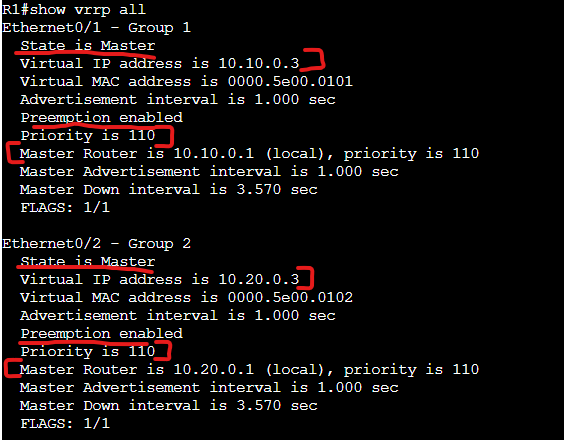 R1#show vrrp all
Ethernet0/1 - Group 1
State is Master
Virtual IP address is 10.10.0.3
Virtual MAC address is 0000.5e00.0101
Advertisement interval is 1.000 sec
Preemption enabled
Priority is 110
Master Router is 10.10.0.1 (local), priority is 110
Master Advertisement interval is 1.000 sec
Master Down interval is 3.570 sec
FLAGS: 1/1
Ethernet0/2 - Group 2
State is Master
Virtual IP address is 10.20.0.3
Virtual MAC address is 0000.5e00.0102
Advertisement interval is 1.000 sec
Preemption enabled
Priority is 110
Master Router is 10.20.0.1 (local), priority is 110
Master Advertisement interval is 1.000 sec
Master Down interval is 3.570 sec
FLAGS: 1/1